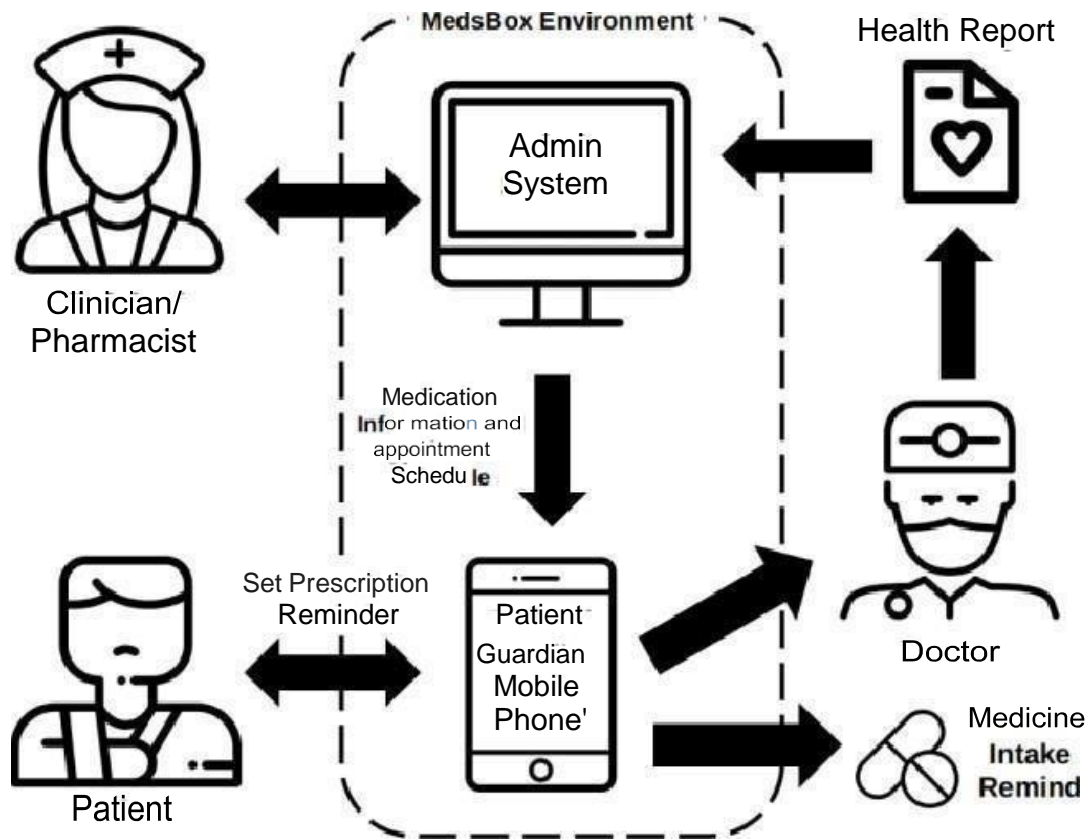 MedsBox Environment
Health Report
Admin
System
Clinician/
Pharmacist
Medication
Infor mation and
appointment
Schedu le
Set Prescription
Reminder
Patient
Guardian
Mobile
Phone'
Doctor
Medicine
Intake
Remind
Patient